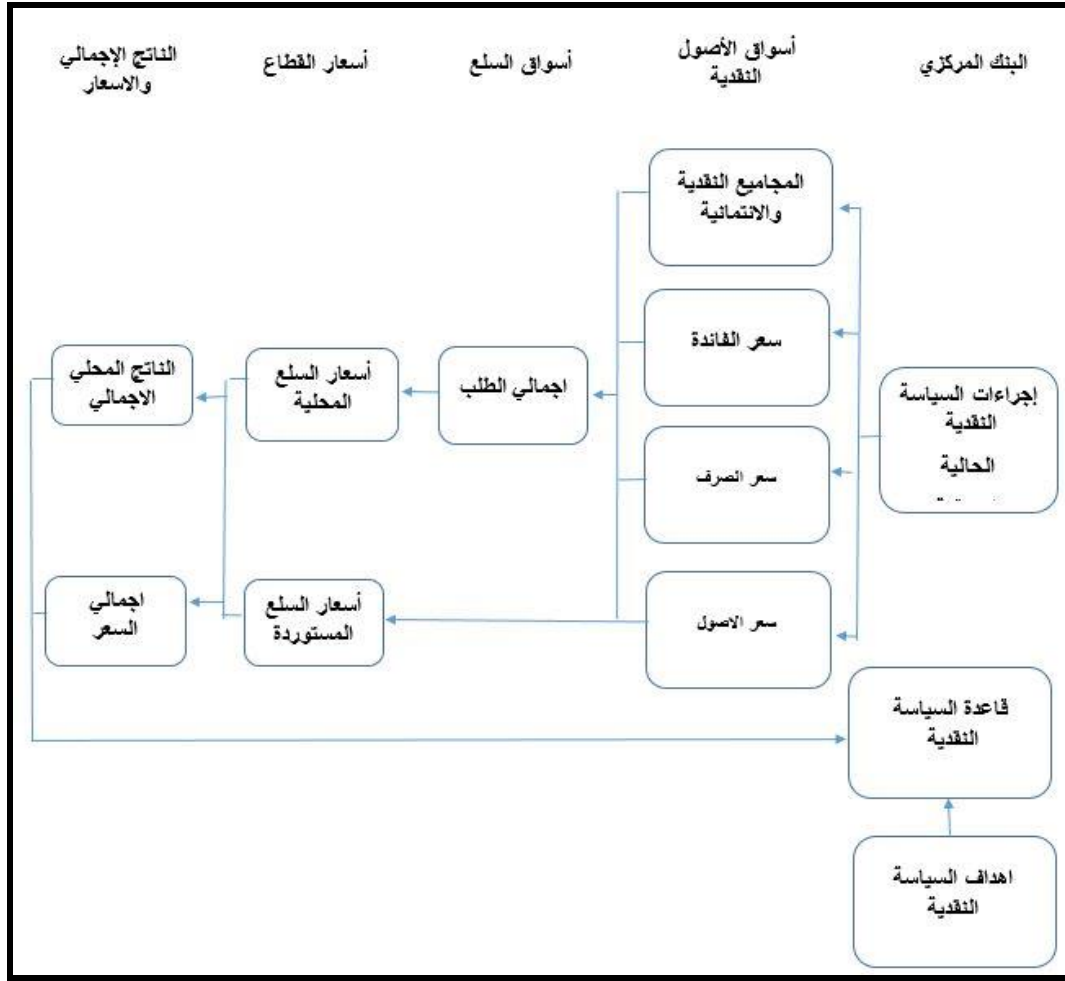 البنك المركزي
أسواق الأصول
النقدية
أسواق السلع
أسعار القطاع
الناتج الإجمالي
والاسعار
المجاميع النقدية
والائتمانية
سعر الفائدة
سعر الصرف
سعر الاصول
إجراءات السياسة
النقدية
الحالية
اجمالي الطلب
أسعار السلع
المحلية
أسعار السلع
المستوردة
الناتج المحلي
الاجمالي
اجمالي
السعر
قاعدة السياسة
النقدية
اهداف السياسة
النقدية